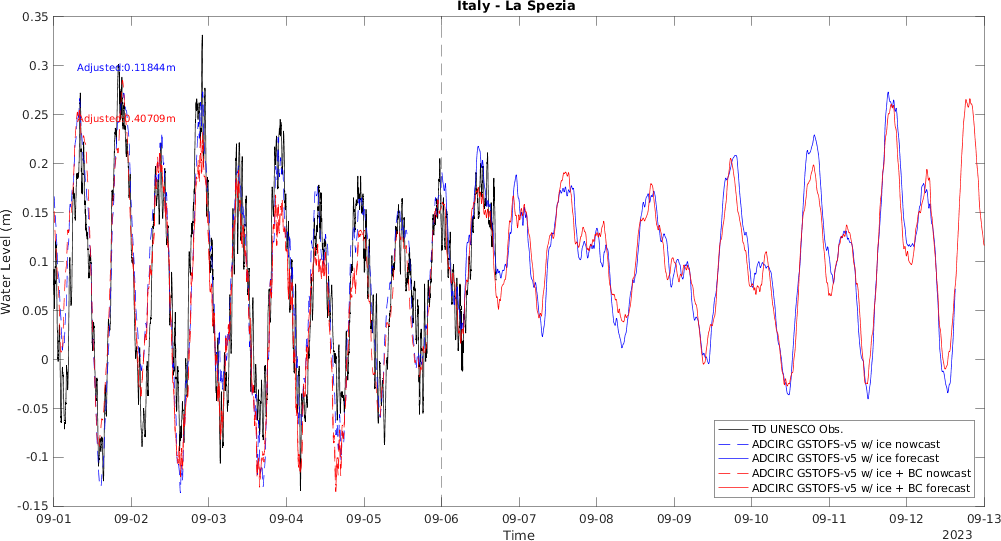 Italy - La Spezia
0.35
0.3
0.25
0.2
0.15
0.1
0.05
0
-0.05
-0.1
-0.15
Water Level (m)
Adjusted:0.11844m
Adjusted:0.40709m
TD UNESCO Obs.
ADCIRC GSTOFS-v5 w/ ice nowcast
ADCIRC GSTOFS-v5 w/ ice forecast
ADCIRC GSTOFS-v5 w/ ice + BC nowcast
ADCIRC GSTOFS-v5 w/ ice + BC forecast
09-01 09-02 09-03 09-04 09-05 09-06 09-07 09-08 09-09 09-10 09-11 09-12 09-13
Time
2023